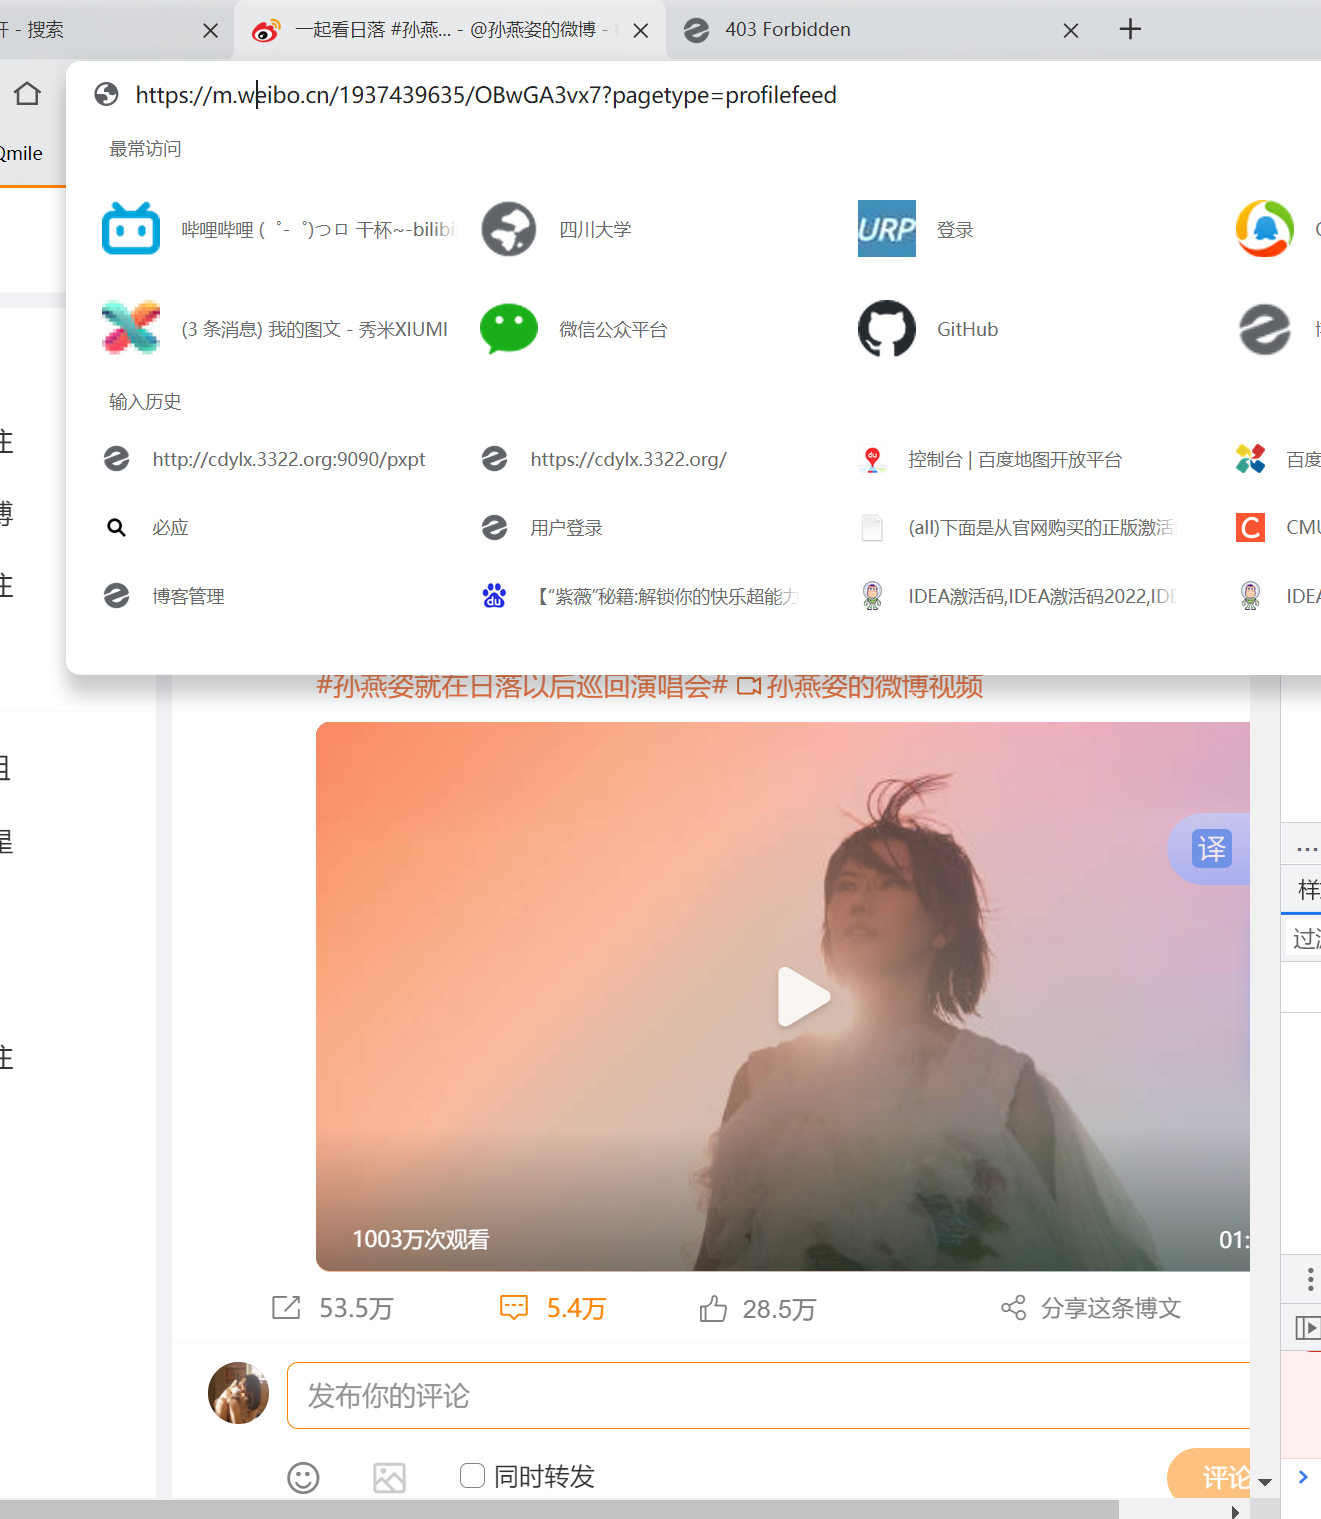 开 - 搜索
一起看日落 #孙燕... - @孙燕姿的微博 -
403 Forbidden
https://m.weibo.cn/1937439635/OBwGA3vx7?pagetype=profilefeed
Qmile
最常访问
哔哩哔哩 ( ゜- ゜)つロ 干杯~-bilibili
四川大学
URP
登录
(3 条消息) 我的图文 - 秀米XIUMI
微信公众平台
GitHub
输入历史
http://cdylx.3322.org:9090/pxpt
https://cdylx.3322.org/
控制台 | 百度地图开放平台
百度
必应
用户登录
(all)下面是从官网购买的正版激活
CMU
博客管理
【“紫薇”秘籍:解锁你的快乐超能力
IDEA激活码,IDEA激活码2022,IDE
IDEA
#孙燕姿就在日落以后巡回演唱会# 孙燕姿的微博视频
译
1003万次观看
01:
53.5万
5.4万
28.5万
分享这条博文
发布你的评论
同时转发
评论